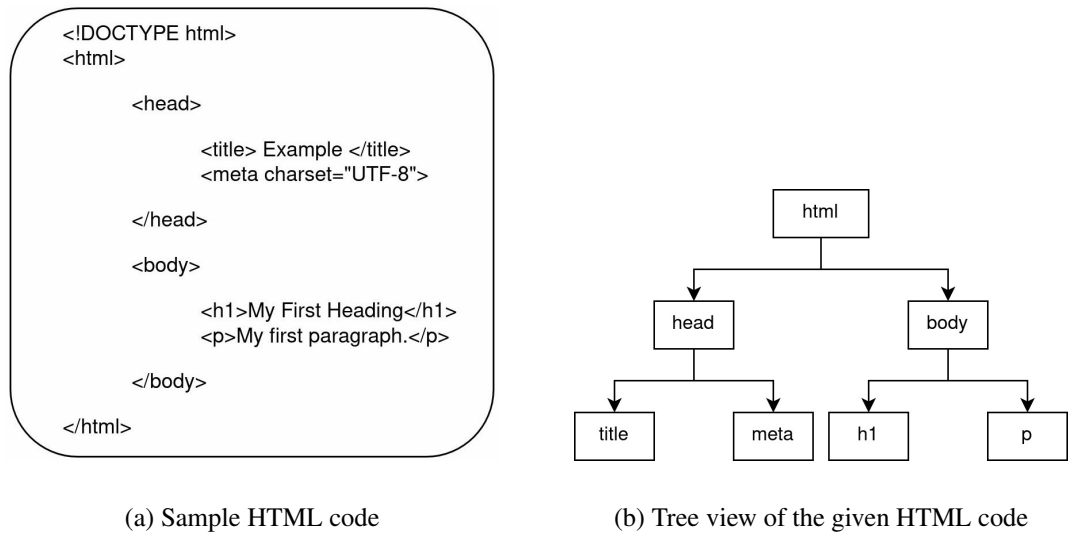 <!DOCTYPE html>
<html>
<head>
<title> Example </title>
<meta charset="UTF-8">
</head>
<body>
<h1>My First Heading</h1>
<p>My first paragraph.</p>
</body>
</html>
html
head body
title meta h1 p
(a) Sample HTML code
(b) Tree view of the given HTML code